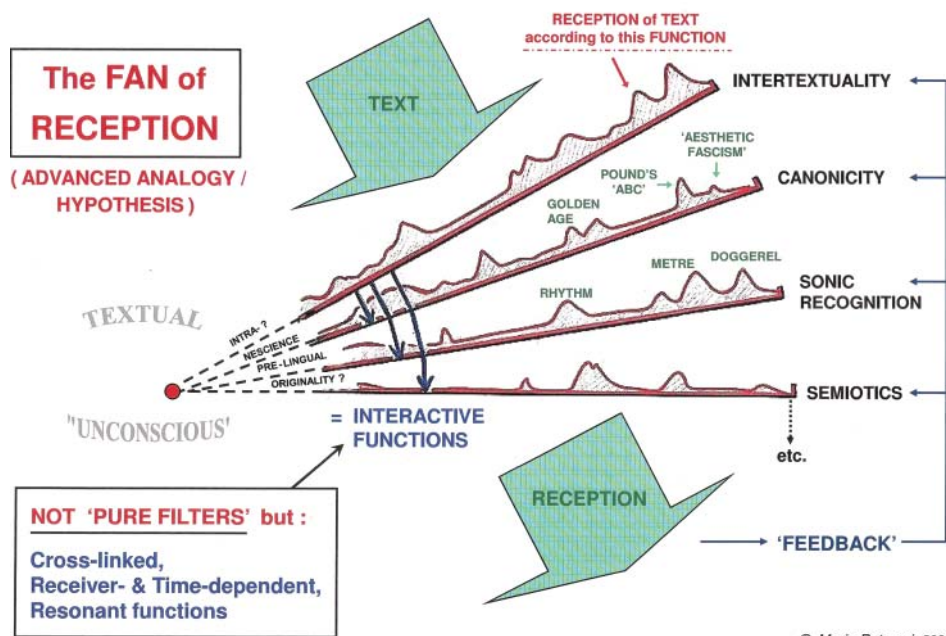 The FAN of
RECEPTION
( ADVANCED ANALOGY /
HYPOTHESIS )
TEXT
RECEPTION of TEXT
according to this FUNCTION
INTERTEXTUALITY
'AESTHETIC
FASCISM'
POUND'S
'ABC'
GOLDEN
AGE
CANONICITY
METRE
DOGGEREL
RHYTHM
SONIC
RECOGNITION
TEXTUAL
INTRA- ?
NESCIENCE
PRE-LINGUAL
ORIGINALITY ?
"UNCONSCIOUS'
SEMIOTICS
= INTERACTIVE
FUNCTIONS
etc.
NOT 'PURE FILTERS' but :
Cross-linked,
Receiver- & Time-dependent,
Resonant functions
RECEPTION
'FEEDBACK'